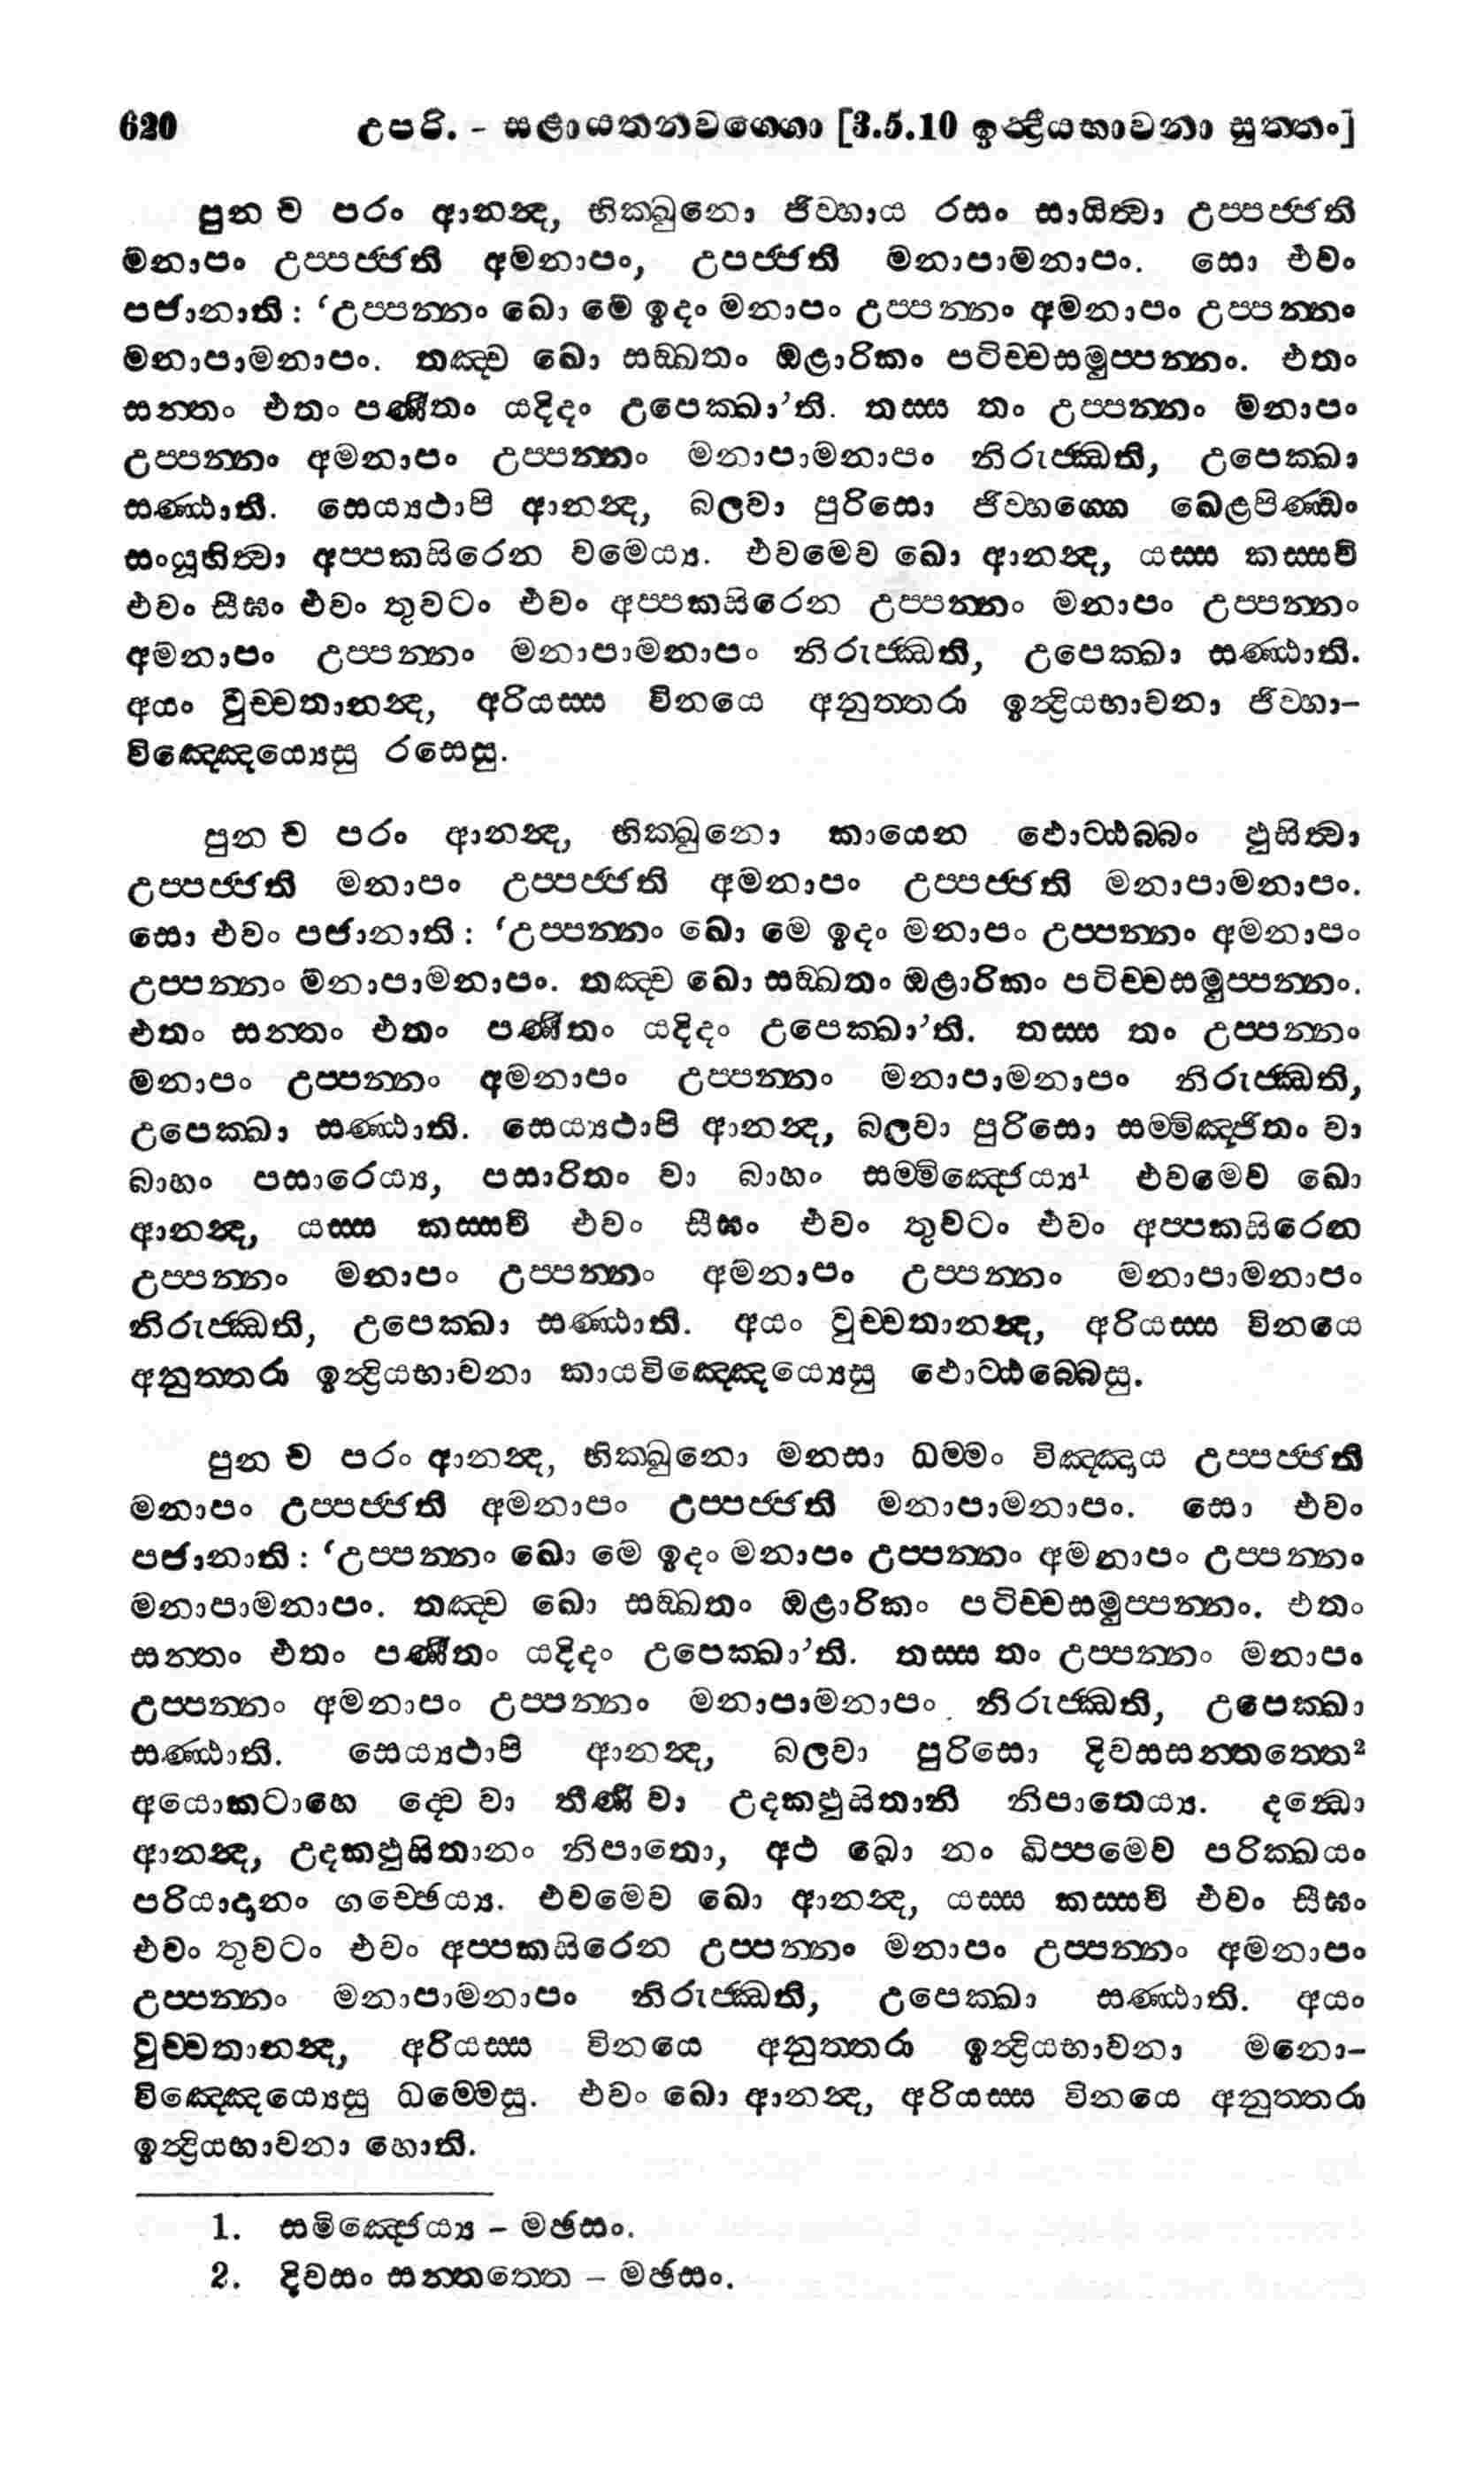 620 උපරි. - සළායතනවග්ගො [3.5.10 ඉන්ද්‍රීයභාවනා සුත්තං]
පුන ච පරං ආනන්ද, භික්ඛුනො ජිව්හාය රසං සායිත්‍වා උප්පජ්ජති
මනාපං උප්පජ්ජති අමනාපං, උපජ්ජති මනාපාමනාපං. සො එවං
පජානාති : ‘උප්පන්නං ඛො මෙ ඉදං මනාපං උප්පන්නං අමනාපං උප්පන්නං
මනාපාමනාපං. තඤ්ච ඛො සඞ්ඛතං ඔළාරිකං පටිච්චසමුප්පන්නං. එතං
සන්තං එතං පණීතං යදිදං උපෙක්ඛා’ති. තස්ස තං උප්පන්නං මනාපං
උප්පන්නං අමනාපං උප්පන්නං මනාපාමනාපං නිරුජ්ඣති, උපෙක්ඛා
සණ්ඨාති. සෙය්‍යථාපි ආනන්ද, බලවා පුරිසො ජිව්හග්ගෙ ඛෙළපිණ්ඩං
සංයූහිත්‍වා අප්පකසිරෙන වමෙය්‍ය. එවමෙව ඛො ආනන්ද, යස්ස කස්සචි
එවං සීඝං එවං තුවටං එවං අප්පකසිරෙන උප්පන්නං මනාපං උප්පන්නං
අමනාපං උප්පන්නං මනාපාමනාපං නිරුජ්ඣති, උපෙක්ඛා සණ්ඨාති.
අයං වුච්චතානන්ද, අරියස්ස විනයෙ අනුත්තරා ඉන්ද්‍රියභාවනා ජිව්හා-
විඤ්ඤෙය්‍යෙසු රසෙසු.
පුන ච පරං ආනන්ද, භික්ඛුනො කායෙන ඵොට්ඨබ්බං ඵුසිත්‍වා
උප්පජ්ජති මනාපං උප්පජ්ජති අමනාපං උප්පජ්ජති මනාපාමනාපං.
සො එවං පජානාති : ‘උප්පන්නං ඛො මෙ ඉදං මනාපං උප්පන්නං අමනාපං
උප්පන්නං මනාපාමනාපං. තඤ්ච ඛො සඞ්ඛතං ඔළාරිකං පටිච්චසමුප්පන්නං.
එතං සන්තං එතං පණීතං යදිදං උපෙක්ඛා’ති. තස්ස තං උප්පන්නං
මනාපං උප්පන්නං අමනාපං උප්පන්නං මනාපාමනාපං නිරුජ්ඣති,
උපෙක්ඛා සණ්ඨාති. සෙය්‍යථාපි ආනන්ද, බලවා පුරිසො සම්මිඤ්ජිතං වා
බාහං පසාරෙය්‍ය, පසාරිතං වා බාහං සම්මිඤ්ජෙය්‍ය¹ එවමෙව ඛො
ආනන්ද, යස්ස කස්සචි එවං සීඝං එවං තුවටං එවං අප්පකසිරෙන
උප්පන්නං මනාපං උප්පන්නං අමනාපං උප්පන්නං මනාපාමනාපං
නිරුජ්ඣති, උපෙක්ඛා සණ්ඨාති. අයං වුච්චතානන්ද, අරියස්ස විනයෙ
අනුත්තරා ඉන්ද්‍රියභාවනා කායවිඤ්ඤෙය්‍යෙසු ඵොට්ඨබ්බෙසු.
පුන ච පරං ආනන්ද, භික්ඛුනො මනසා ධම්මං විඤ්ඤාය උප්පජ්ජති
මනාපං උප්පජ්ජති අමනාපං උප්පජ්ජති මනාපාමනාපං. සො එවං
පජානාති : ‘උප්පන්නං ඛො මෙ ඉදං මනාපං උප්පන්නං අමනාපං උප්පන්නං
මනාපාමනාපං. තඤ්ච ඛො සඞ්ඛතං ඔළාරිකං පටිච්චසමුප්පන්නං. එතං
සන්තං එතං පණීතං යදිදං උපෙක්ඛා’ති. තස්ස තං උප්පන්නං මනාපං
උප්පන්නං අමනාපං උප්පන්නං මනාපාමනාපං නිරුජ්ඣති, උපෙක්ඛා
සණ්ඨාති. සෙය්‍යථාපි ආනන්ද, බලවා පුරිසො දිවසසන්තත්තෙ²
අයොකටාහෙ ද්වෙ වා තීණි වා උදකඵුසිතානි නිපාතෙය්‍ය. දන්ධො
ආනන්ද, උදකඵුසිතානං නිපාතො, අථ ඛො නං ඛිප්පමෙව පරික්ඛයං
පරියාදානං ගච්ඡෙය්‍ය. එවමෙව ඛො ආනන්ද, යස්ස කස්සචි එවං සීඝං
එවං තුවටං එවං අප්පකසිරෙන උප්පන්නං මනාපං උප්පන්නං අමනාපං
උප්පන්නං මනාපාමනාපං නිරුජ්ඣති, උපෙක්ඛා සණ්ඨාති. අයං
වුච්චතානන්ද, අරියස්ස විනයෙ අනුත්තරා ඉන්ද්‍රියභාවනා මනො-
විඤ්ඤෙය්‍යෙසු ධම්මෙසු. එවං ඛො ආනන්ද, අරියස්ස විනයෙ අනුත්තරා
ඉන්ද්‍රියභාවනා හොති.
1. සමිඤ්ජෙය්‍ය – මඡසං.
2. දිවසං සන්තත්තෙ – මඡසං.